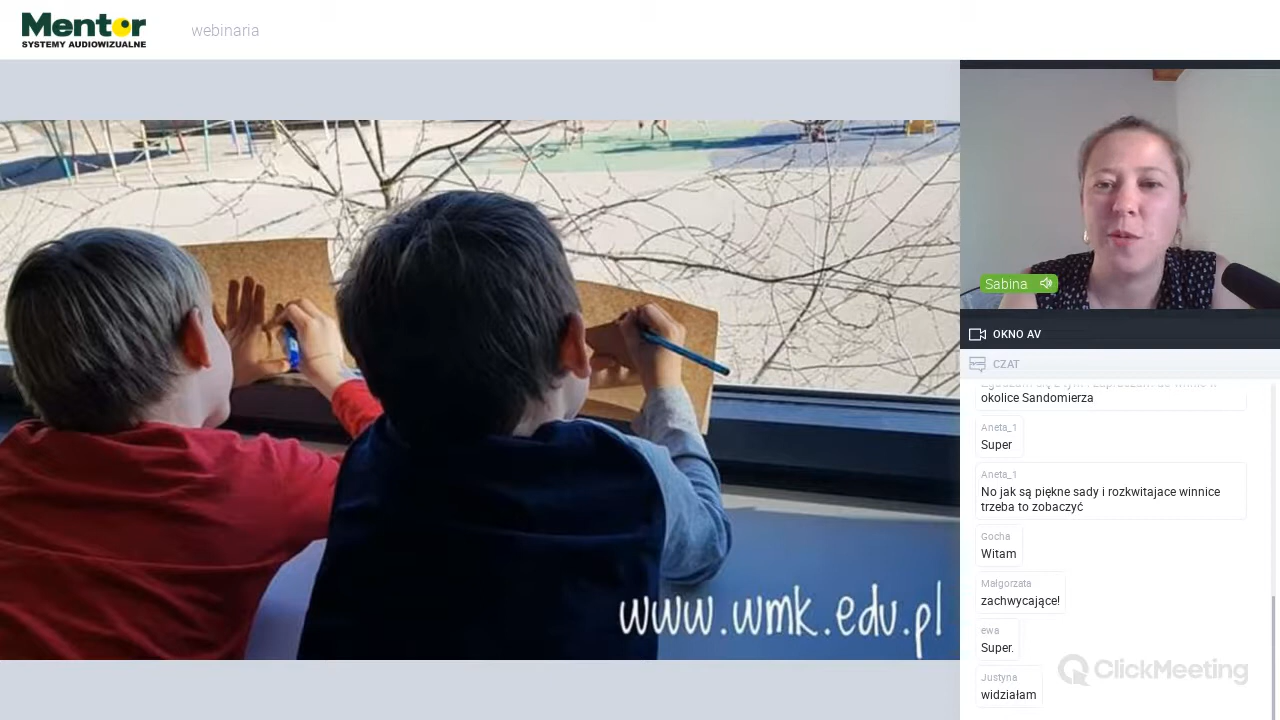 Mentor
SYSTEMY AUDIOWIZUALNE
webinaria
www.wmk.edu.pl
Sabina
OKNO AV
CZAT
okolice Sandomierza
Aneta_1
Super
Aneta_1
No jak są piękne sady i rozkwitajace winnice
trzeba to zobaczyć
Gocha
Witam
Małgorzata
zachwycające!
ewa
Super.
Justyna
widziałam
ClickMeeting